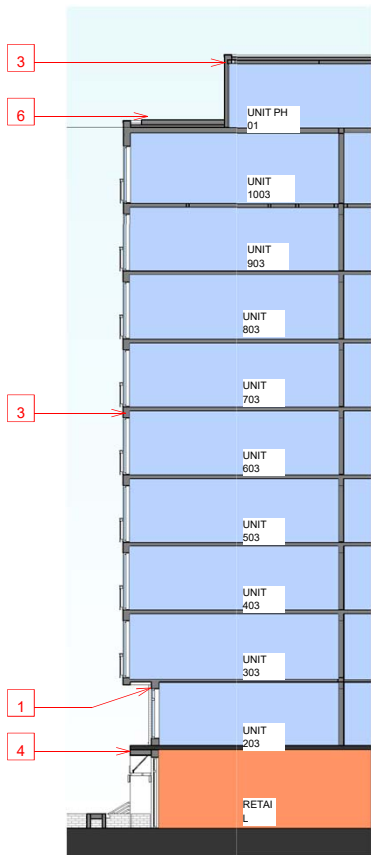 3
6
UNIT PH
01
UNIT
1003
UNIT
903
UNIT
803
UNIT
703
3
UNIT
603
UNIT
503
UNIT
403
UNIT
303
1
UNIT
203
4
RETAI
L